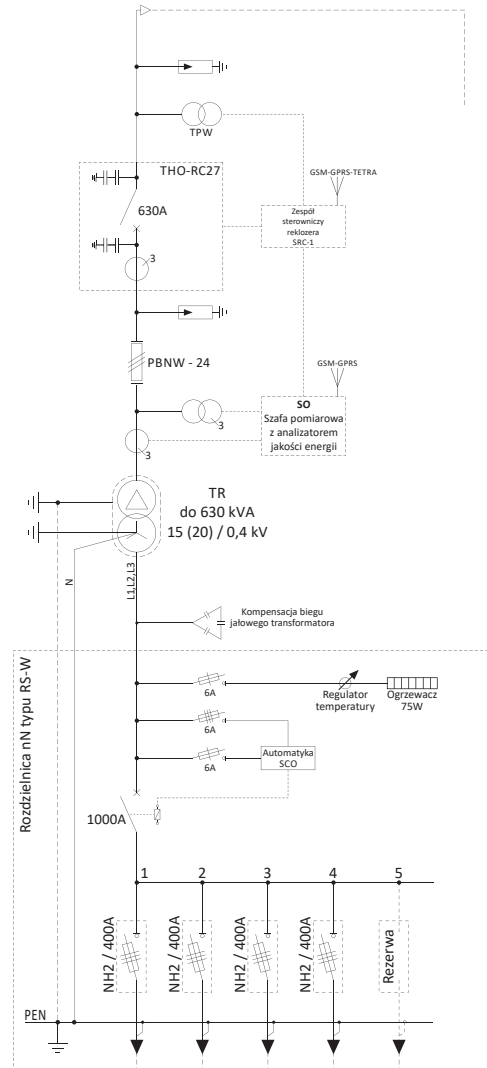 TPW
THO-RC27
GSM-GPRS-TETRA
630A
Zespół
sterowniczy
reklozera
SRC-1
3
PBNW - 24
GSM-GPRS
SO
Szafa pomiarowa
z analizatorem
jakości energii
3
3
TR
do 630 kVA
15 (20) / 0,4 kV
N
L1,L2,L3
Kompensacja biegu
jałowego transformatora
Rozdzielnica nN typu RS-W
6A
Regulator
temperatury
Ogrzewacz
75W
6A
Automatyka
SCO
6A
1000A
1
2
3
4
5
NH2 / 400A
NH2 / 400A
NH2 / 400A
NH2 / 400A
Rezerwa
PEN